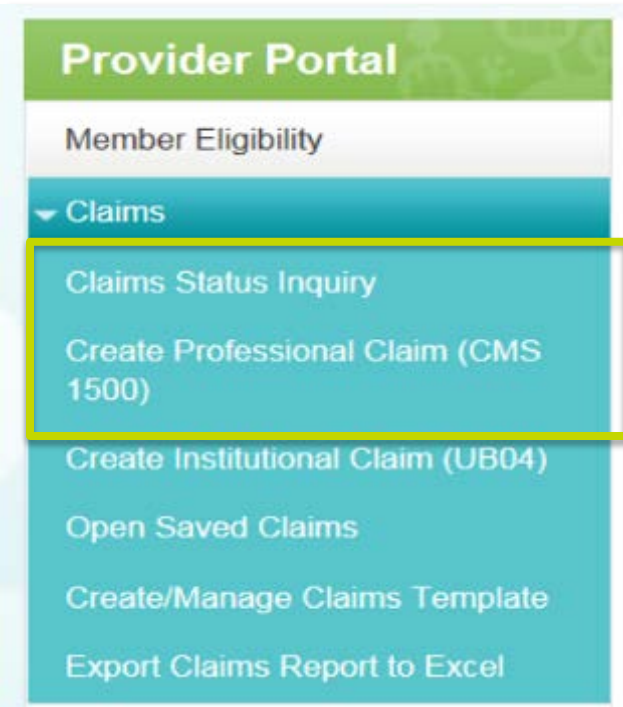 Provider Portal
Member Eligibility
Claims
Claims Status Inquiry
Create Professional Claim (CMS
1500)
Create Institutional Claim (UB04)
Open Saved Claims
Create/Manage Claims Template
Export Claims Report to Excel